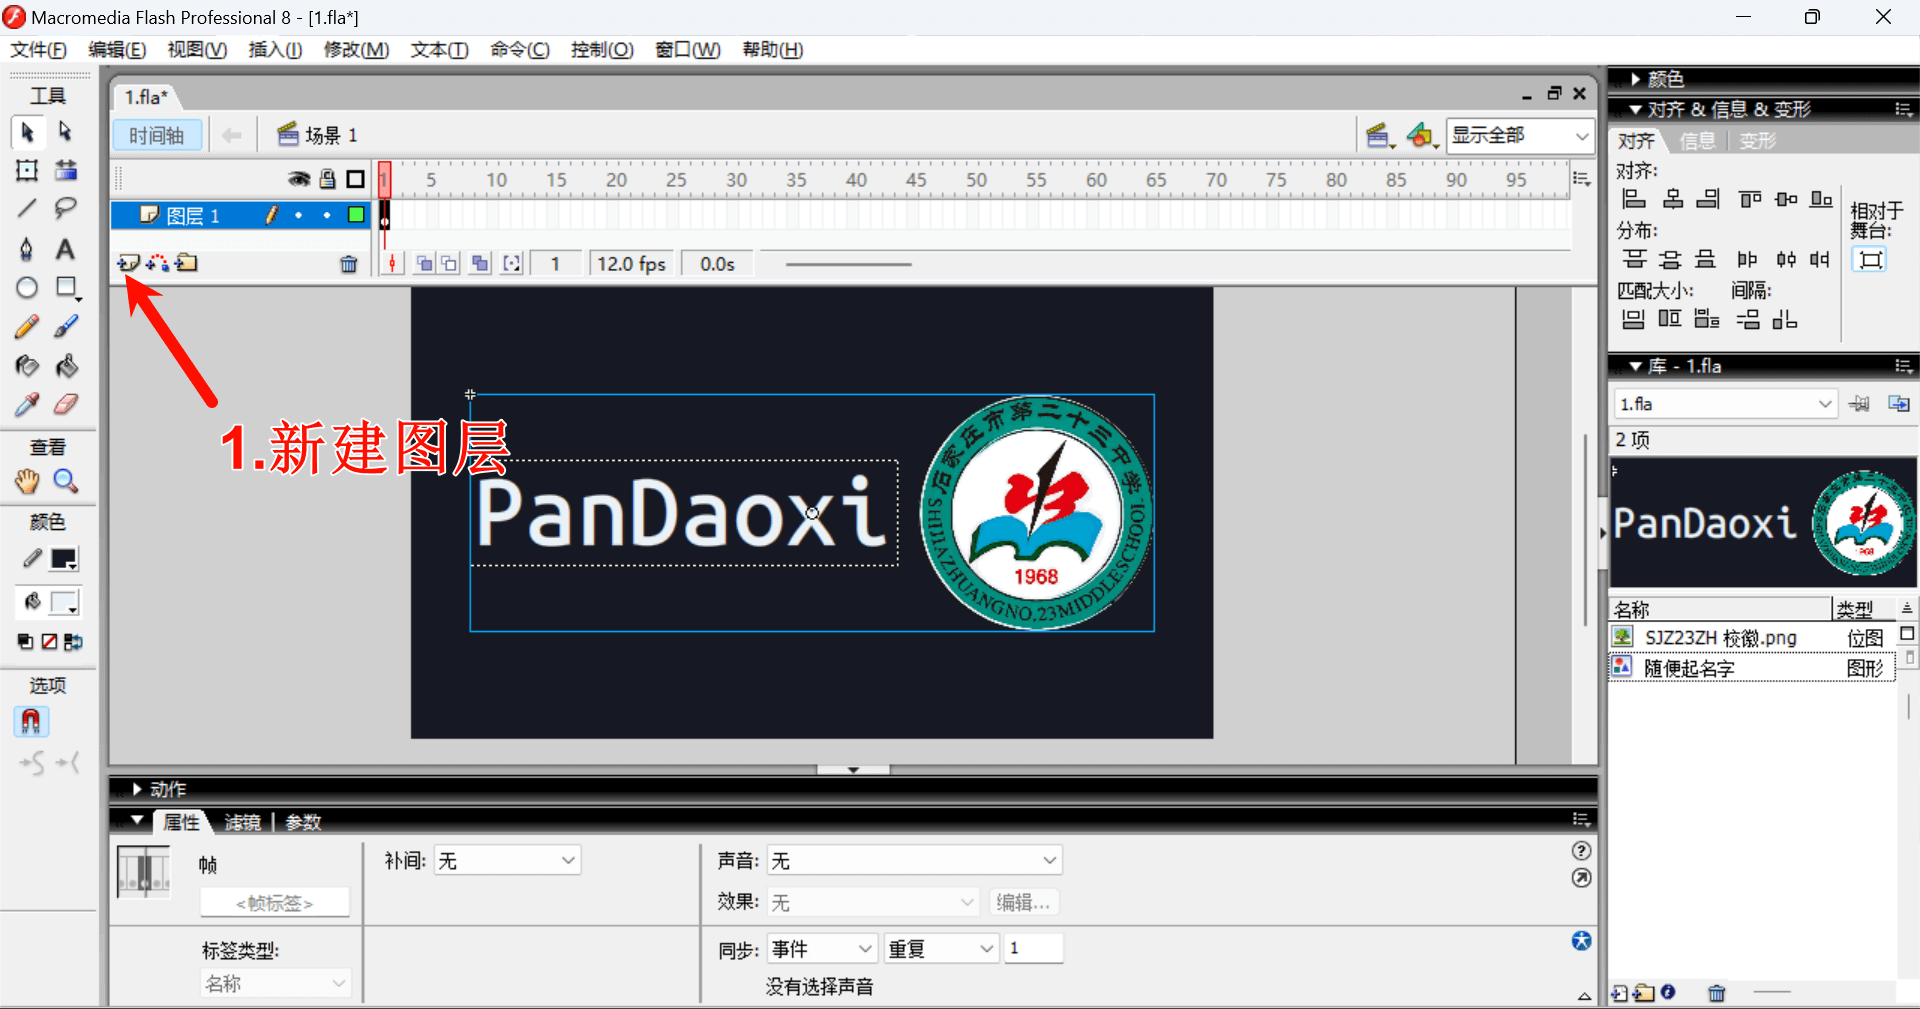 Macromedia Flash Professional 8 - [1.fla*]
文件(F) 编辑(E) 视图(V) 插入(I) 修改(M) 文本(T) 命令(C) 控制(O) 窗口(W) 帮助(H)
工具
查看
颜色
选项
1.fla*
时间轴
场景 1
显示全部
1 5 10 15 20 25 30 35 40 45 50 55 60 65 70 75 80 85 90 95
图层 1
1 12.0 fps 0.0s
1.新建图层
PanDaoxi
石家庄市第二十三中学
1968
SHIJIAZHUANGNO.23MIDDLESCHOOL
动作
属性 滤镜 参数
帧
<帧标签>
标签类型:
名称
补间: 无
声音: 无
效果: 无 编辑...
同步: 事件 重复 1
没有选择声音
颜色
对齐 & 信息 & 变形
对齐 信息 变形
对齐:
分布:
匹配大小: 间隔:
相对于
舞台:
库 - 1.fla
1.fla
2 项
PanDaoxi
1968
名称 类型
SJZ23ZH 校徽.png 位图
随便起名字 图形